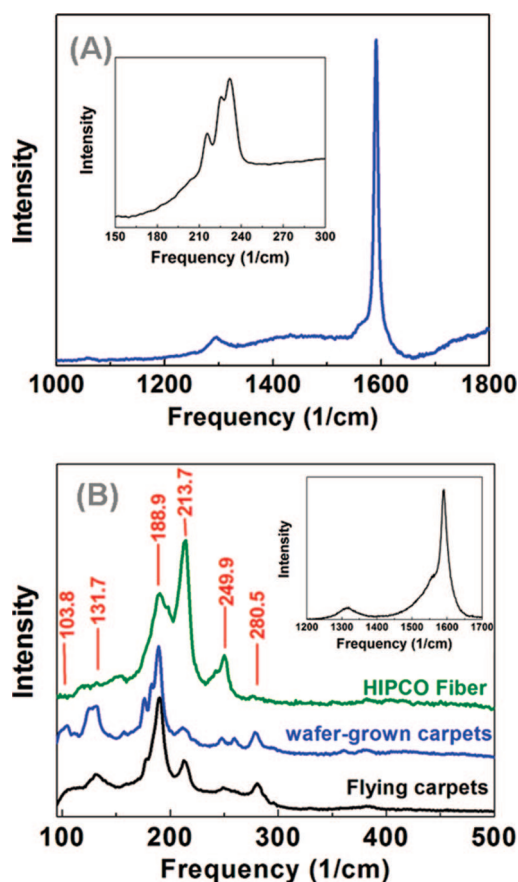 (A)
Intensity
Intensity
150 180 210 240 270 300
Frequency (1/cm)
1000 1200 1400 1600 1800
Frequency (1/cm)
(B)
103.8
131.7
188.9
213.7
249.9
280.5
Intensity
Intensity
1200 1300 1400 1500 1600 1700
Frequency (1/cm)
HIPCO Fiber
wafer-grown carpets
Flying carpets
100 200 300 400 500
Frequency (1/cm)